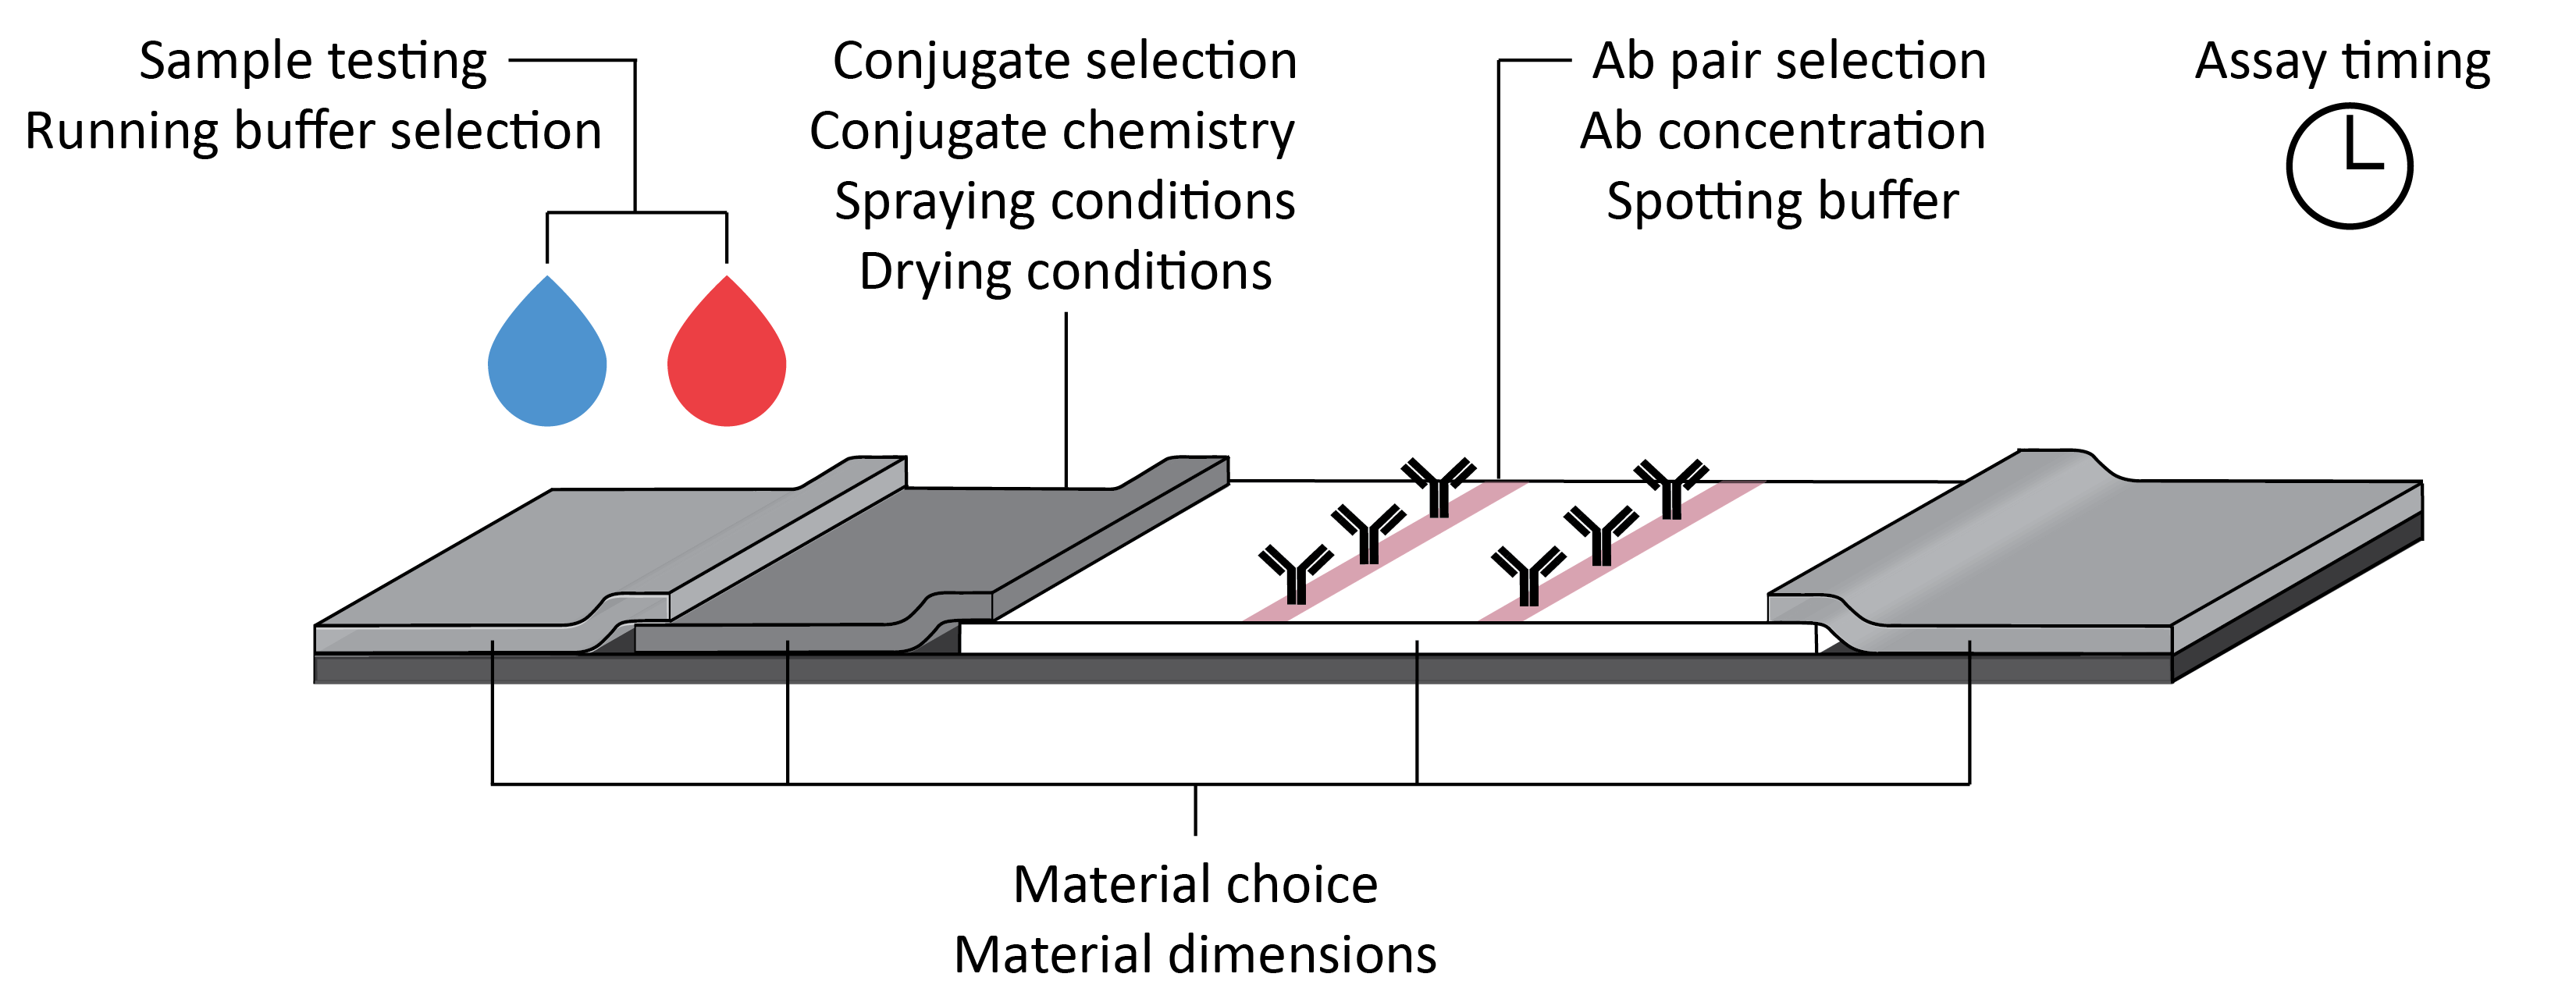 Sample testing
Running buffer selection
Conjugate selection
Conjugate chemistry
Spraying conditions
Drying conditions
Ab pair selection
Ab concentration
Spotting buffer
Assay timing
Material choice
Material dimensions